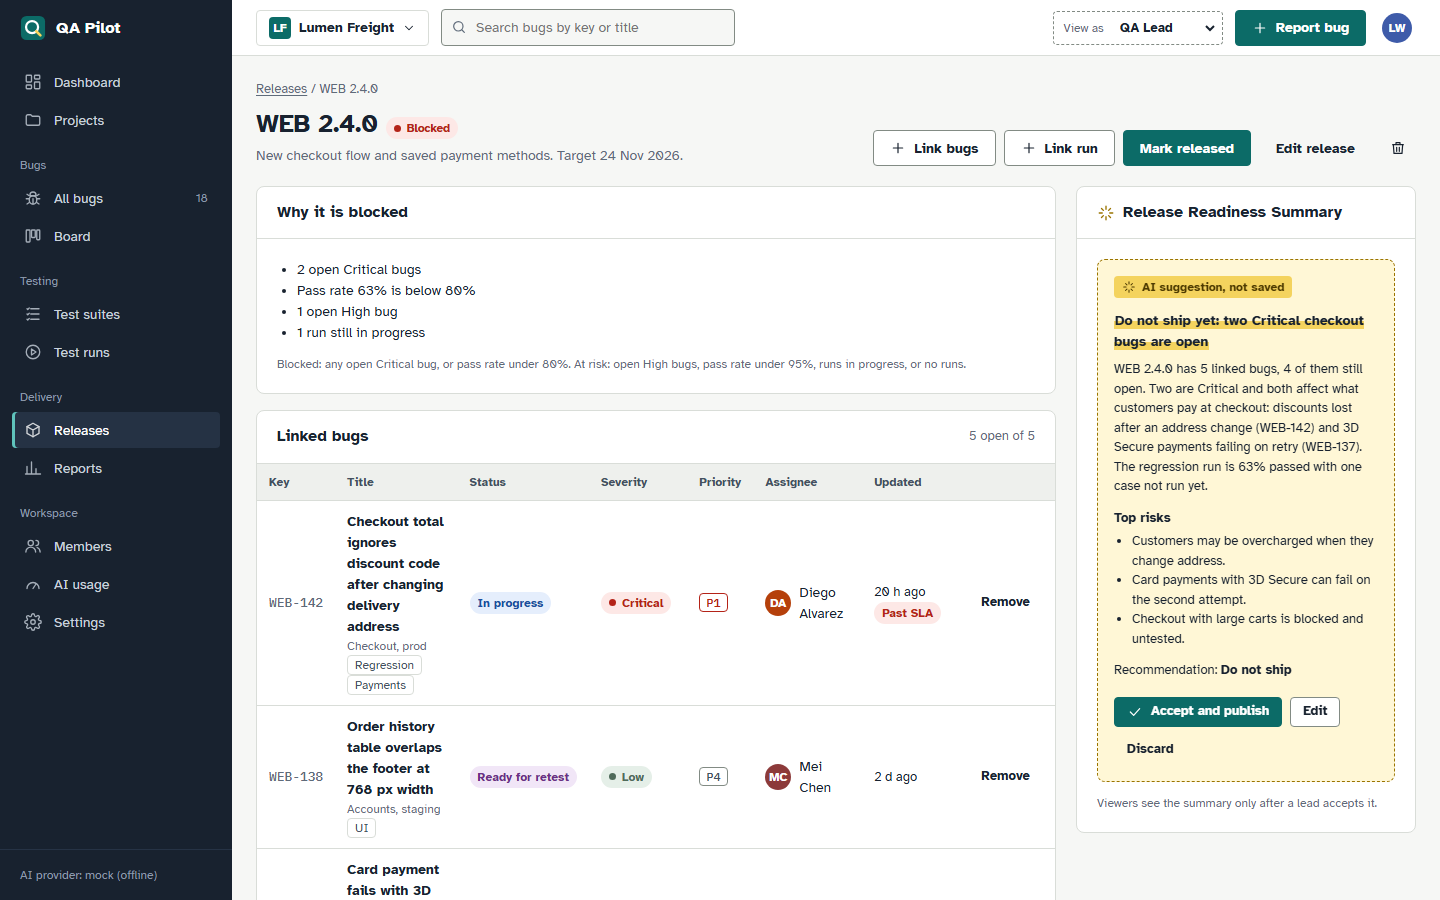 QA Pilot
Dashboard
Projects
Bugs
All bugs 18
Board
Testing
Test suites
Test runs
Delivery
Releases
Reports
Workspace
Members
AI usage
Settings
AI provider: mock (offline)
LF Lumen Freight
Search bugs by key or title
View as QA Lead
Report bug
LW
Releases / WEB 2.4.0
WEB 2.4.0 Blocked
New checkout flow and saved payment methods. Target 24 Nov 2026.
Link bugs
Link run
Mark released
Edit release
Why it is blocked
• 2 open Critical bugs
• Pass rate 63% is below 80%
• 1 open High bug
• 1 run still in progress
Blocked: any open Critical bug, or pass rate under 80%. At risk: open High bugs, pass rate under 95%, runs in progress, or no runs.
Linked bugs 5 open of 5
Key Title Status Severity Priority Assignee Updated
WEB-142
Checkout total
ignores
discount code
after changing
delivery
address
Checkout, prod
Regression
Payments
In progress
Critical
P1
DA Diego
Alvarez
20 h ago
Past SLA
Remove
WEB-138
Order history
table overlaps
the footer at
768 px width
Accounts, staging
UI
Ready for retest
Low
P4
MC Mei
Chen
2 d ago
Remove
Card payment
fails with 3D
Release Readiness Summary
AI suggestion, not saved
Do not ship yet: two Critical checkout
bugs are open
WEB 2.4.0 has 5 linked bugs, 4 of them still
open. Two are Critical and both affect what
customers pay at checkout: discounts lost
after an address change (WEB-142) and 3D
Secure payments failing on retry (WEB-137).
The regression run is 63% passed with one
case not run yet.
Top risks
• Customers may be overcharged when they
change address.
• Card payments with 3D Secure can fail on
the second attempt.
• Checkout with large carts is blocked and
untested.
Recommendation: Do not ship
Accept and publish
Edit
Discard
Viewers see the summary only after a lead accepts it.